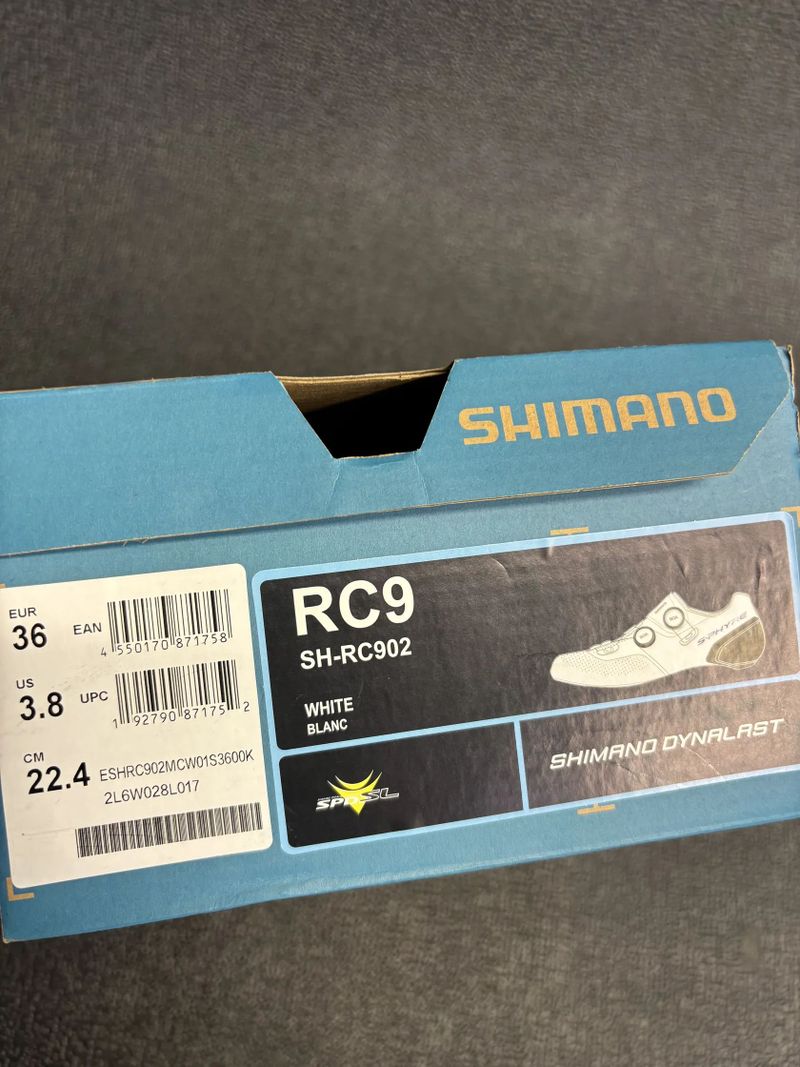 SHIMANO
EUR
36
EAN
4 550170 871758
US
3.8
UPC
1 92790 87175 2
CM
22.4
ESHRC902MCW01S3600K
2L6W028L017
RC9
SH-RC902
WHITE
BLANC
S-PHYRE
SPD-SL
SHIMANO DYNALAST